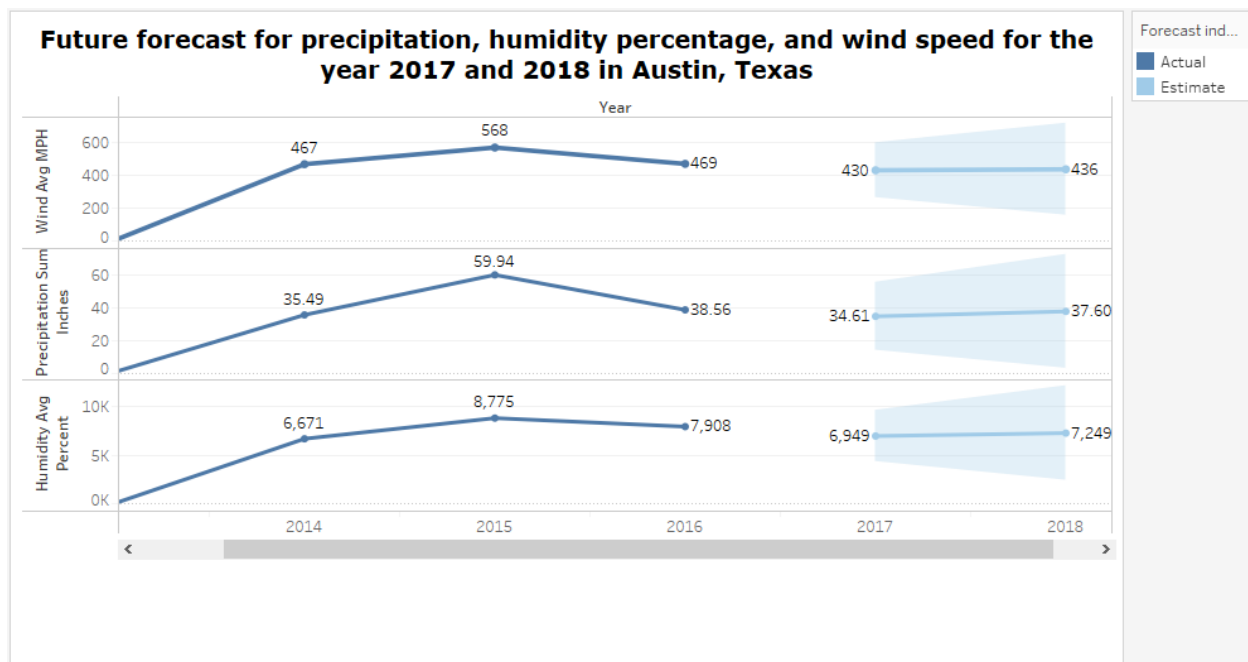 Future forecast for precipitation, humidity percentage, and wind speed for the
year 2017 and 2018 in Austin, Texas
Forecast ind...
Actual
Estimate
Year
Wind Avg MPH
600
400
200
0
467
568
469
430
436
Precipitation Sum
Inches
60
40
20
0
35.49
59.94
38.56
34.61
37.60
Humidity Avg
Percent
10K
5K
0K
6,671
8,775
7,908
6,949
7,249
2014
2015
2016
2017
2018